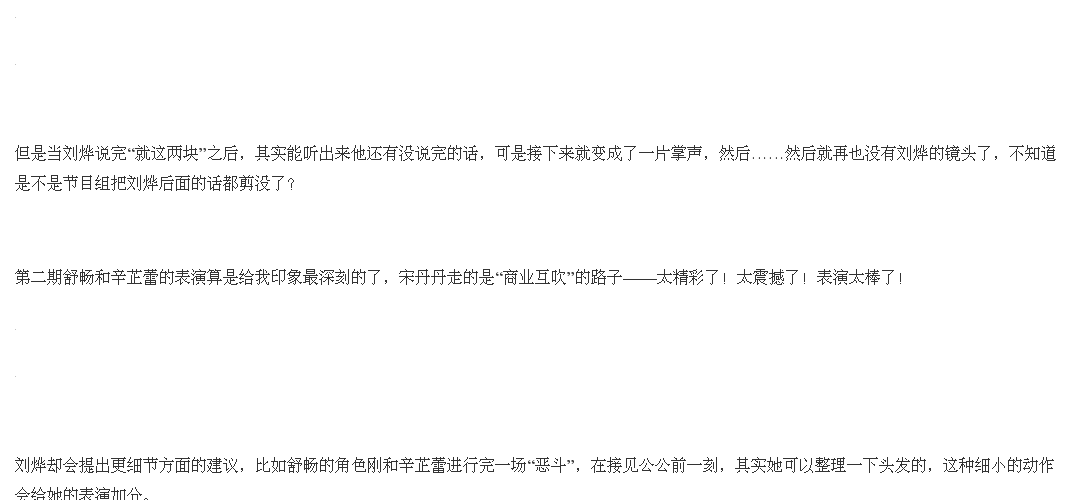 但是当刘烨说完“就这两块”之后，其实能听出来他还有没说完的话，可是接下来就变成了一片掌声，然后……然后就再也没有刘烨的镜头了，不知道
是不是节目组把刘烨后面的话都剪没了？
第二期舒畅和辛芷蕾的表演算是给我印象最深刻的了，宋丹丹走的是“商业互吹”的路子——太精彩了！太震撼了！表演太棒了！
刘烨却会提出更细节方面的建议，比如舒畅的角色刚和辛芷蕾进行完一场“恶斗”，在接见公公前一刻，其实她可以整理一下头发的，这种细小的动作
会给她的表演加分。